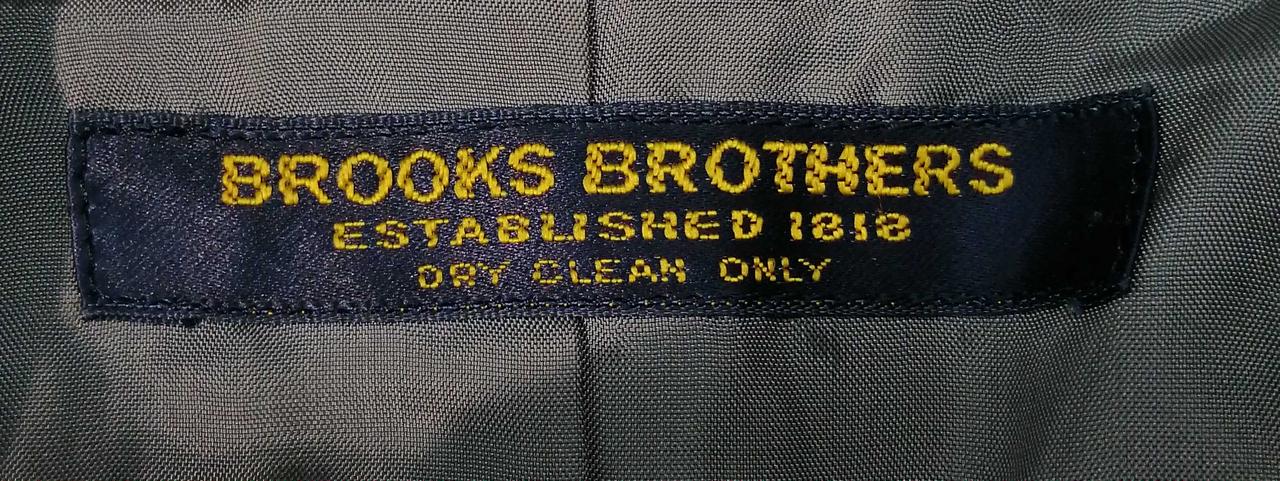 BROOKS BROTHERS
ESTABLISHED 1818
DRY CLEAN ONLY